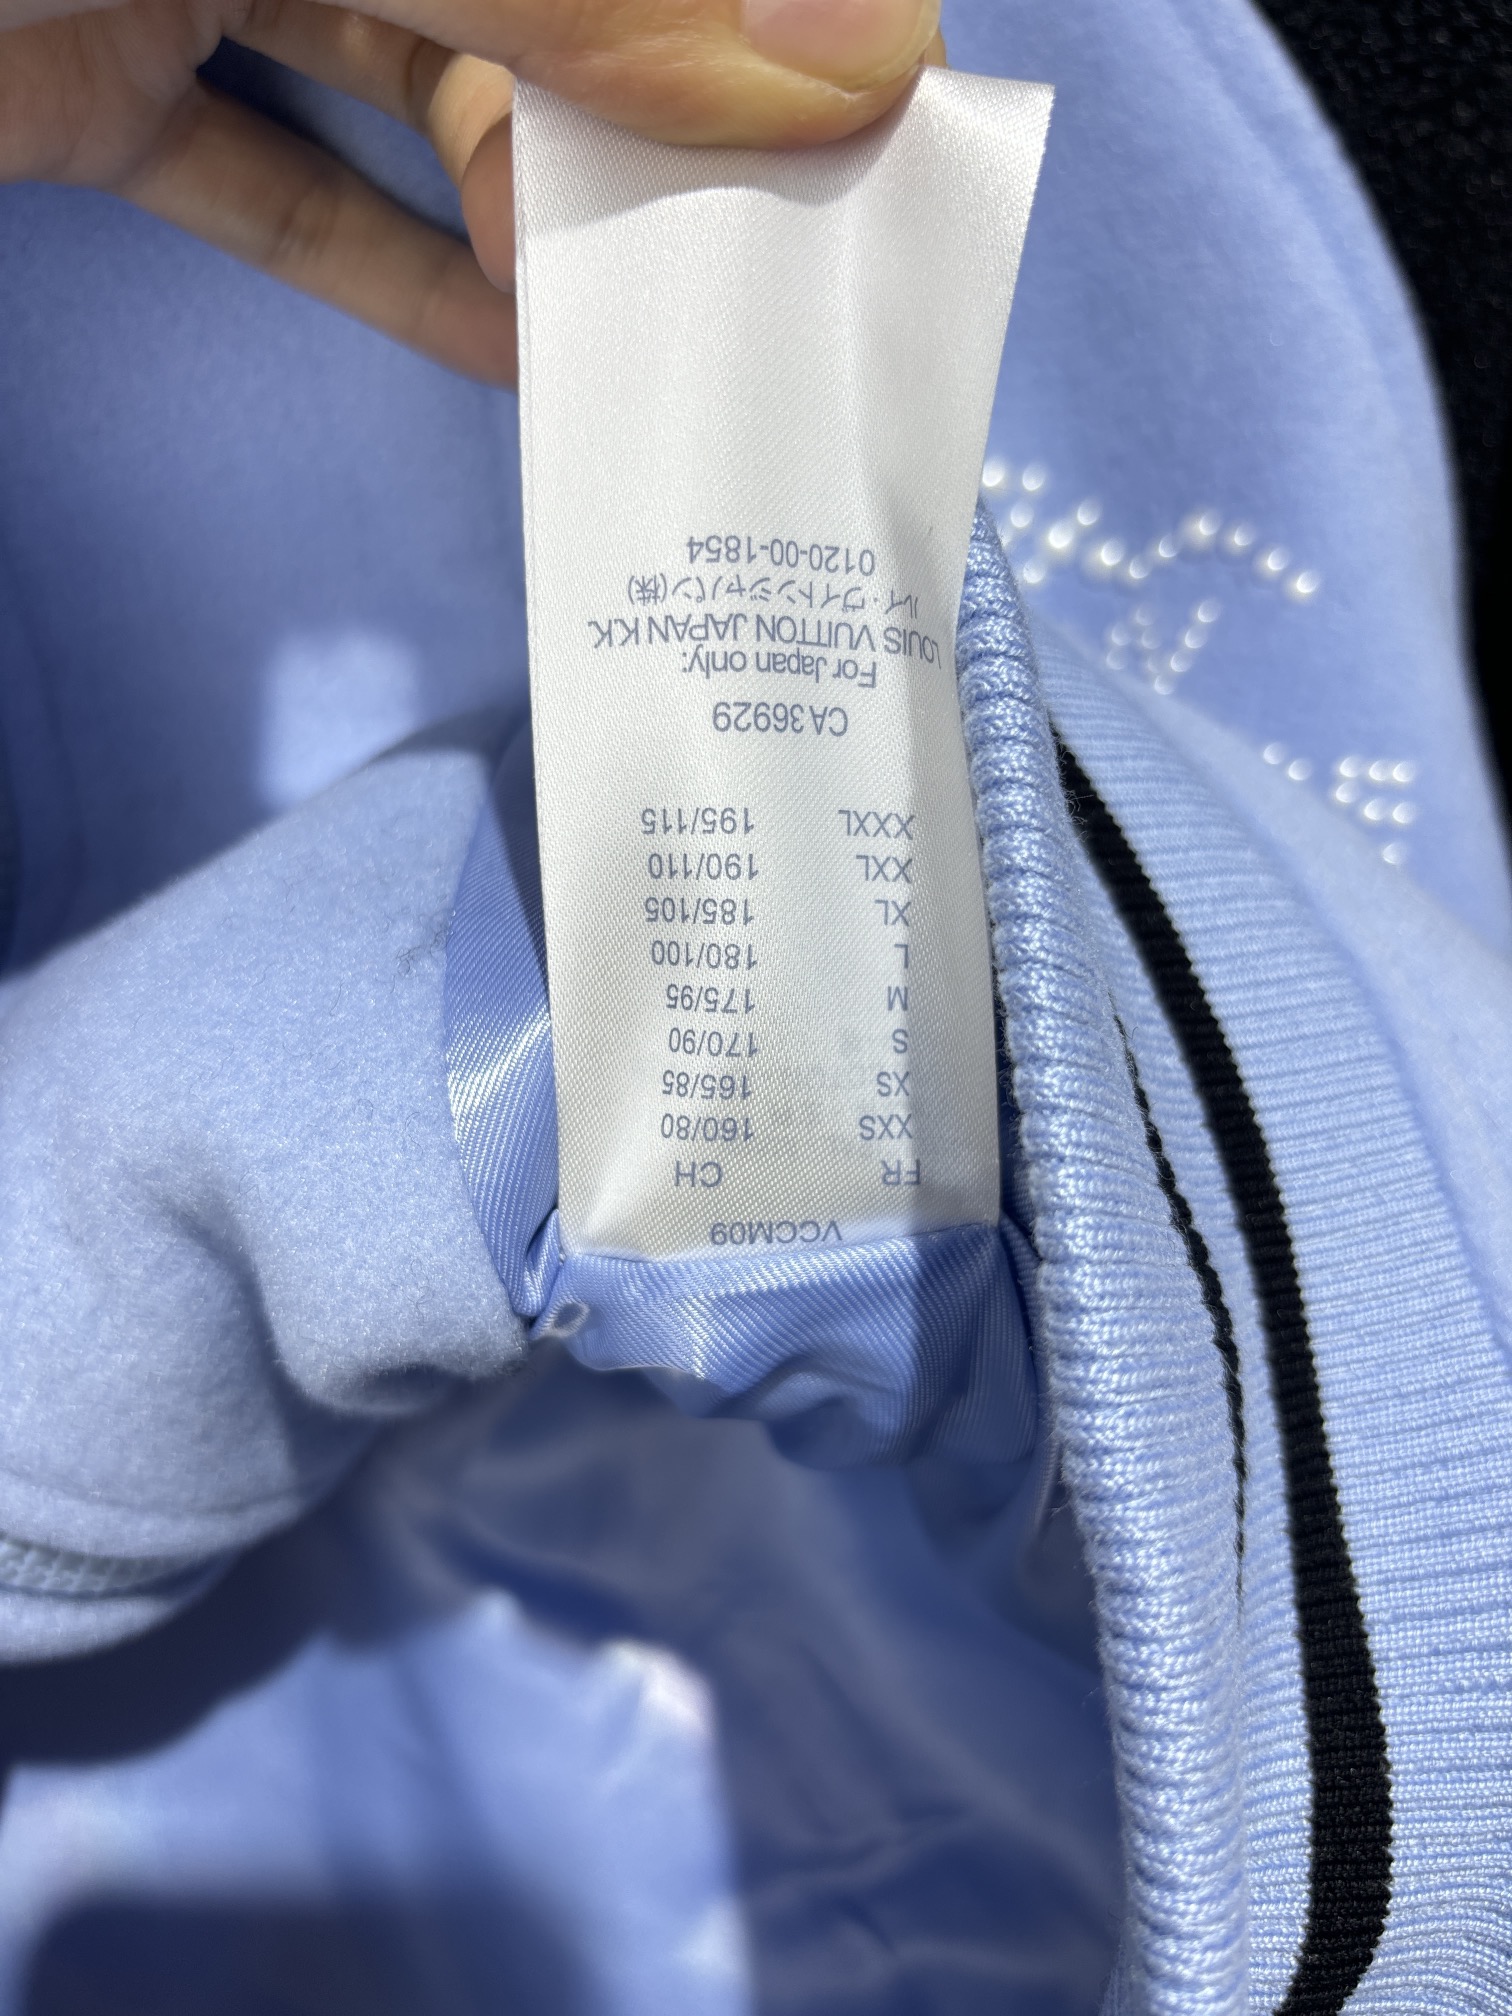 VCCM09
FR CH
XXS 160/80
XS 165/85
S 170/90
M 175/95
L 180/100
XL 185/105
XXL 190/110
XXXL 195/115
CA36929
For Japan only:
LOUIS VUITTON JAPAN K.K.
ルイ・ヴィトンジャパン(株)
0120-00-1854